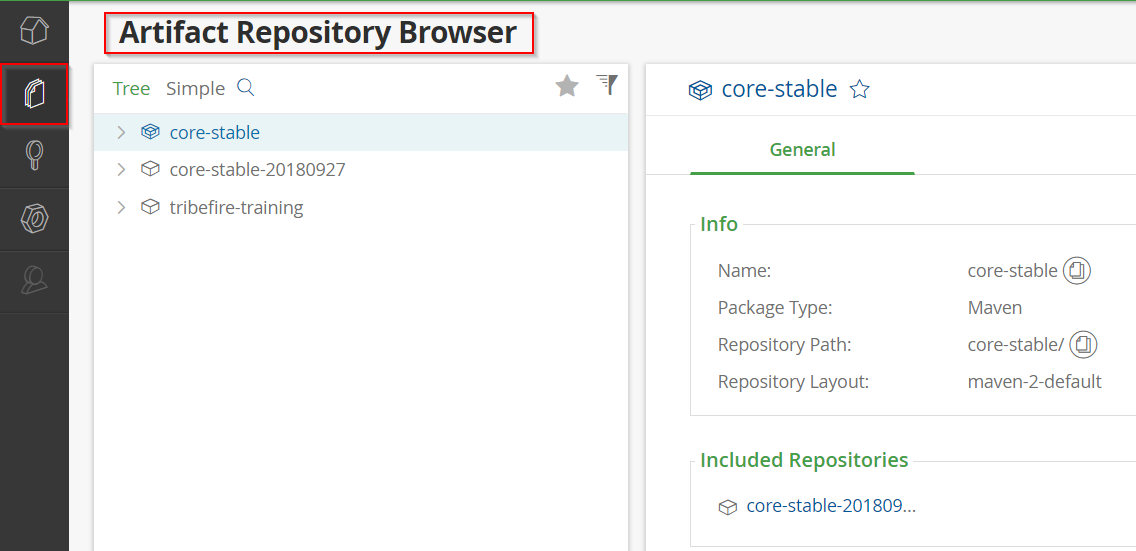 Artifact Repository Browser
Tree Simple
core-stable
core-stable-20180927
tribefire-training
core-stable
General
Info
Name: core-stable
Package Type: Maven
Repository Path: core-stable/
Repository Layout: maven-2-default
Included Repositories
core-stable-201809...